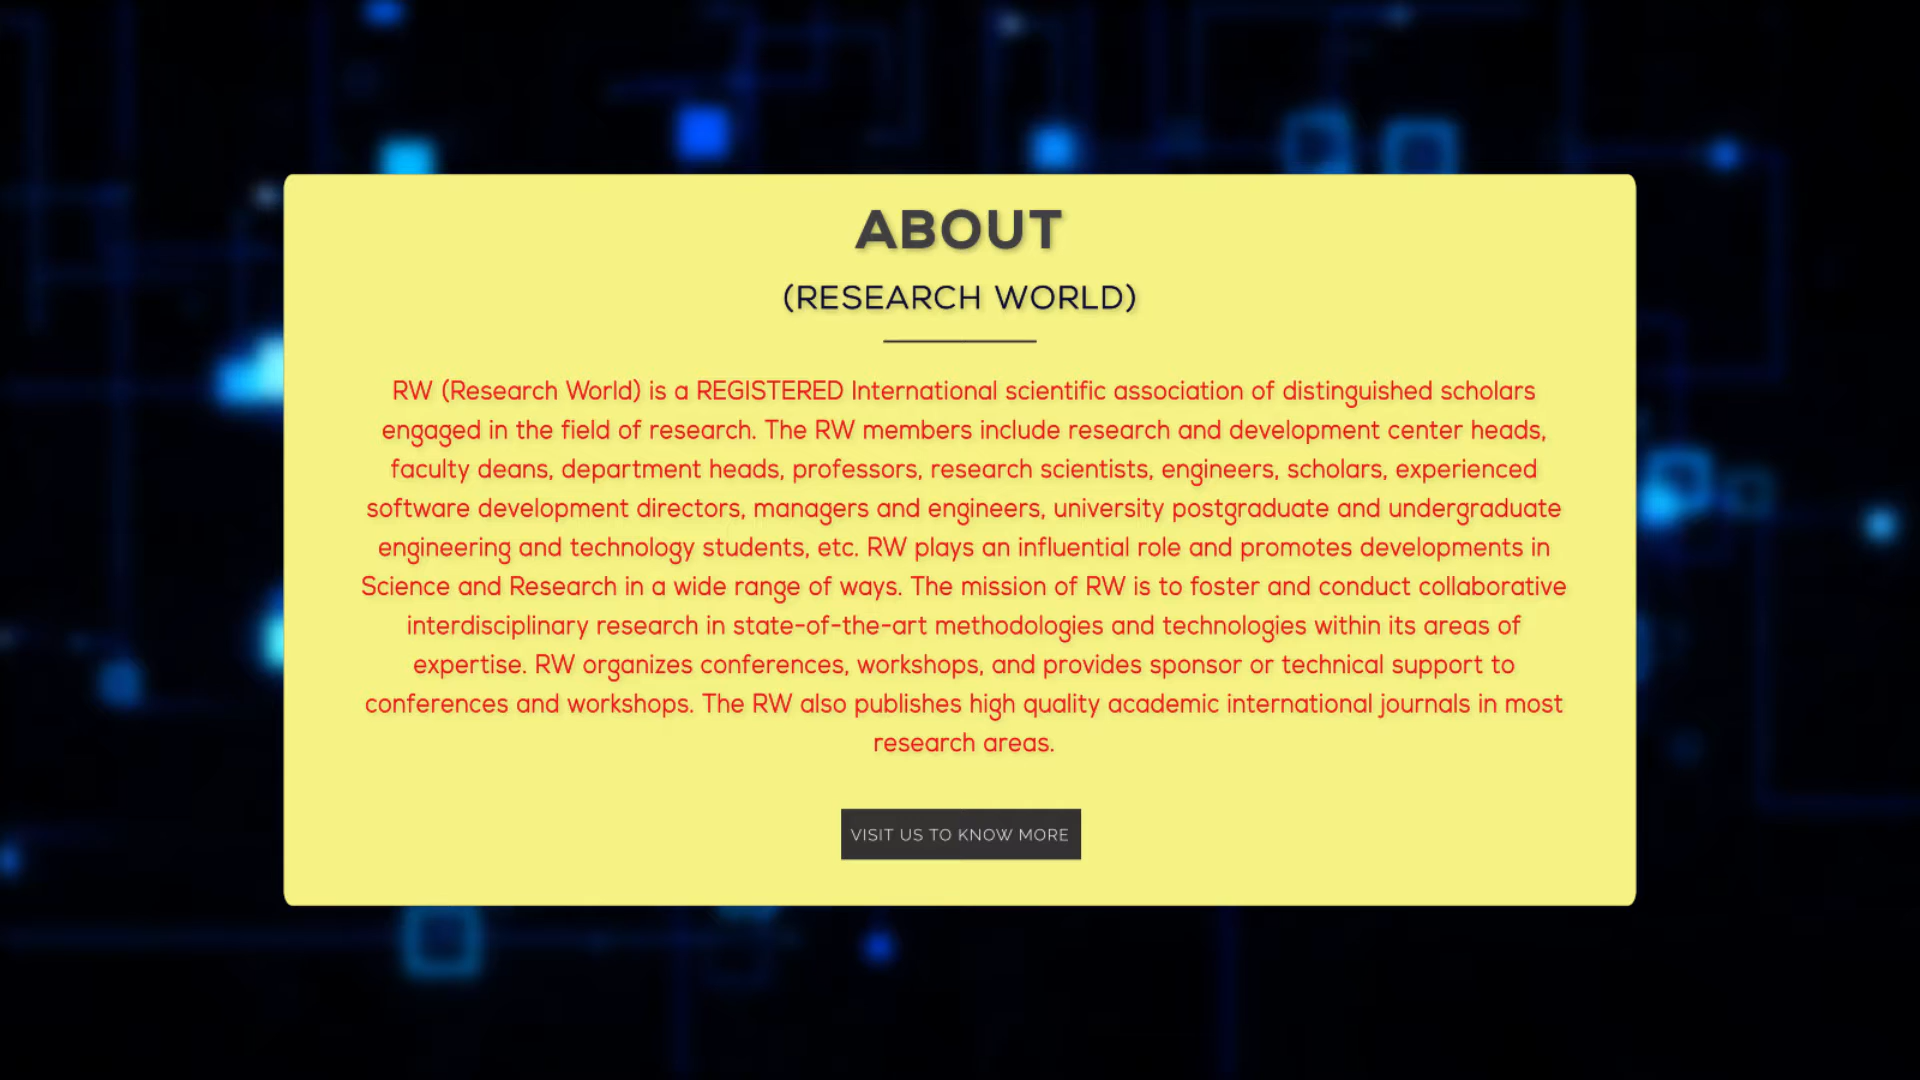 ABOUT
(RESEARCH WORLD)
RW (Research World) is a REGISTERED International scientific association of distinguished scholars
engaged in the field of research. The RW members include research and development center heads,
faculty deans, department heads, professors, research scientists, engineers, scholars, experienced
software development directors, managers and engineers, university postgraduate and undergraduate
engineering and technology students, etc. RW plays an influential role and promotes developments in
Science and Research in a wide range of ways. The mission of RW is to foster and conduct collaborative
interdisciplinary research in state-of-the-art methodologies and technologies within its areas of
expertise. RW organizes conferences, workshops, and provides sponsor or technical support to
conferences and workshops. The RW also publishes high quality academic international journals in most
research areas.
VISIT US TO KNOW MORE